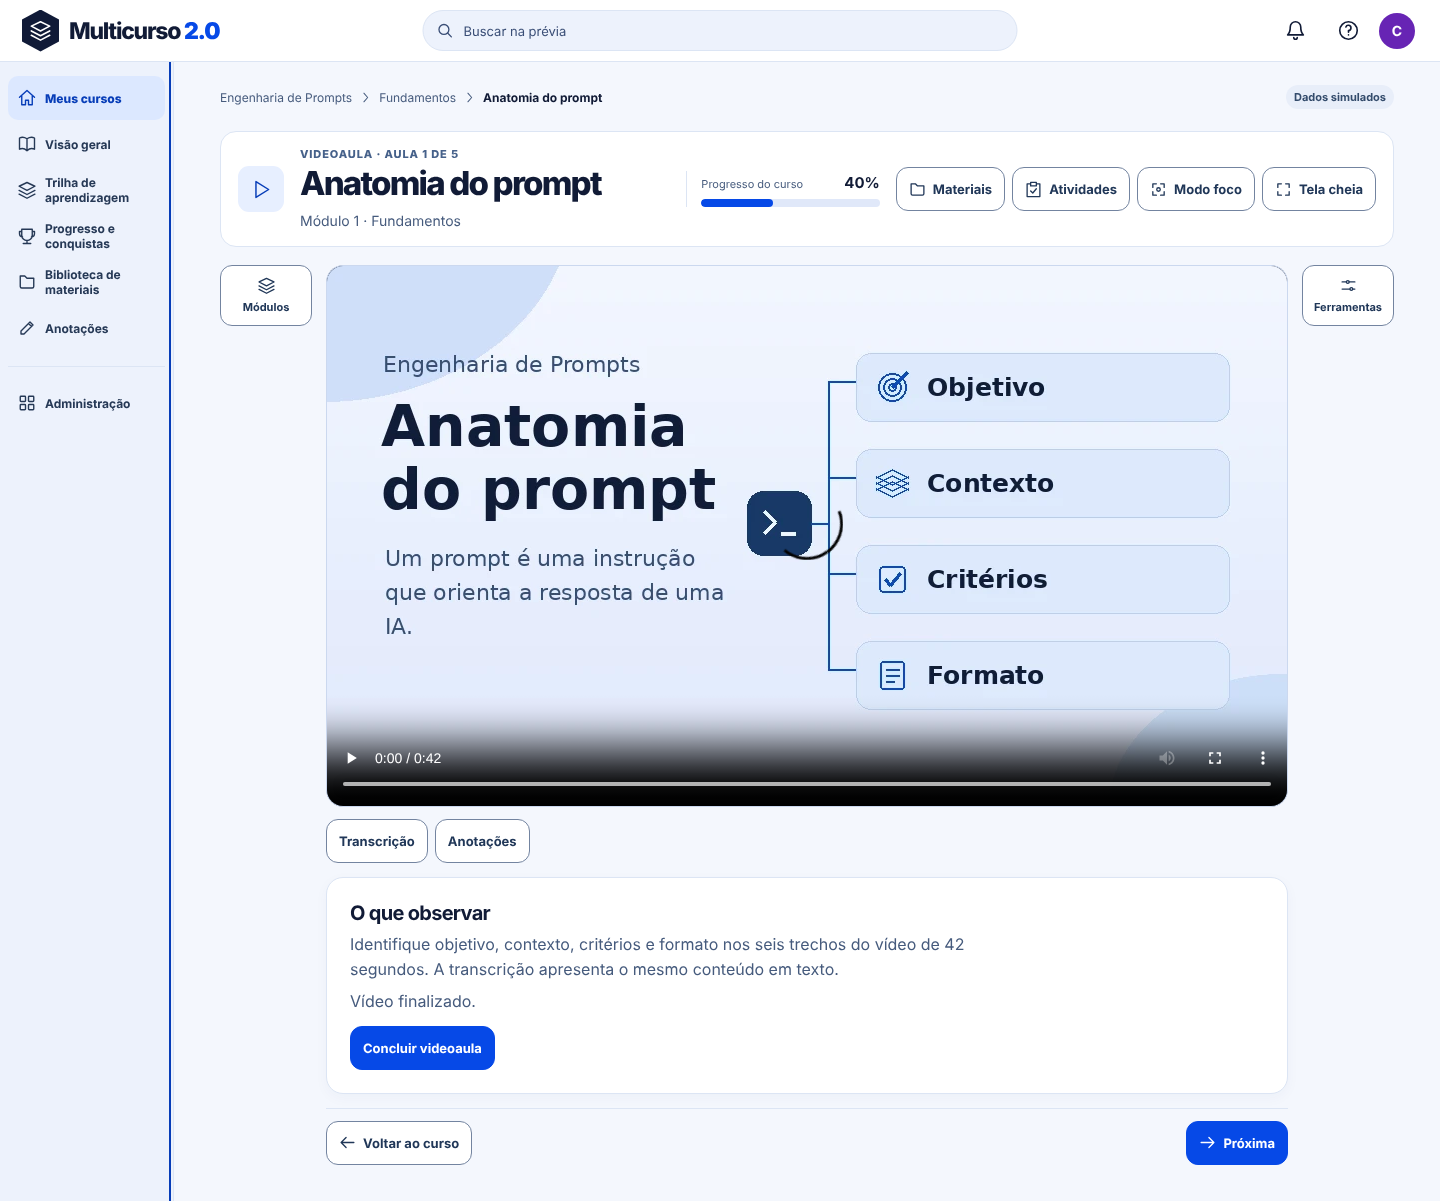 Multicurso 2.0
Buscar na prévia
C
Meus cursos
Visão geral
Trilha de
aprendizagem
Progresso e
conquistas
Biblioteca de
materiais
Anotações
Administração
Engenharia de Prompts
Fundamentos
Anatomia do prompt
Dados simulados
VIDEOAULA · AULA 1 DE 5
Anatomia do prompt
Módulo 1 · Fundamentos
Progresso do curso
40%
Materiais
Atividades
Modo foco
Tela cheia
Módulos
Ferramentas
Engenharia de Prompts
Anatomia
do prompt
Um prompt é uma instrução
que orienta a resposta de uma
IA.
Objetivo
Contexto
Critérios
Formato
0:00 / 0:42
Transcrição
Anotações
O que observar
Identifique objetivo, contexto, critérios e formato nos seis trechos do vídeo de 42
segundos. A transcrição apresenta o mesmo conteúdo em texto.
Vídeo finalizado.
Concluir videoaula
Voltar ao curso
Próxima